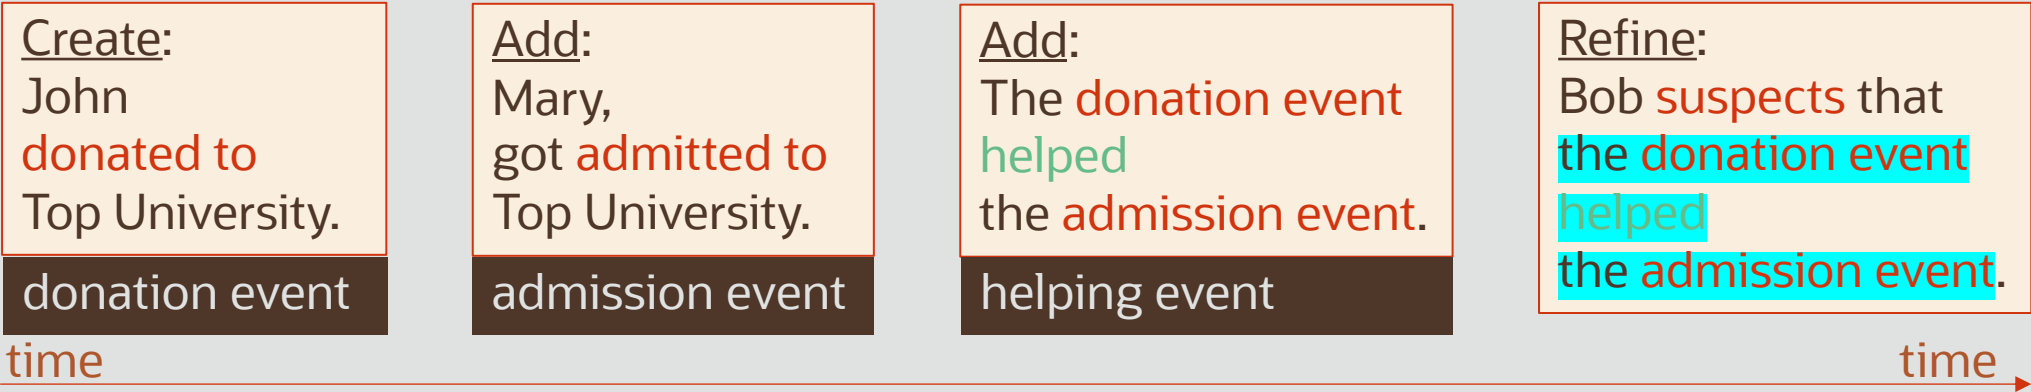 Create:
John
donated to
Top University.
donation event
Add:
Mary,
got admitted to
Top University.
admission event
Add:
The donation event
helped
the admission event.
helping event
Refine:
Bob suspects that
the donation event
helped
the admission event.
time
time